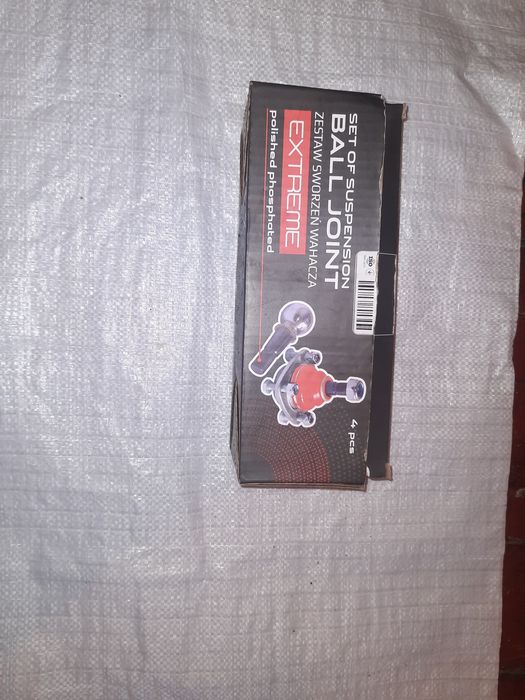 SET OF SUSPENSION
BALL JOINT
ZESTAW SWORZEŃ WAHACZA
EXTREME
polished phosphated
4 pcs